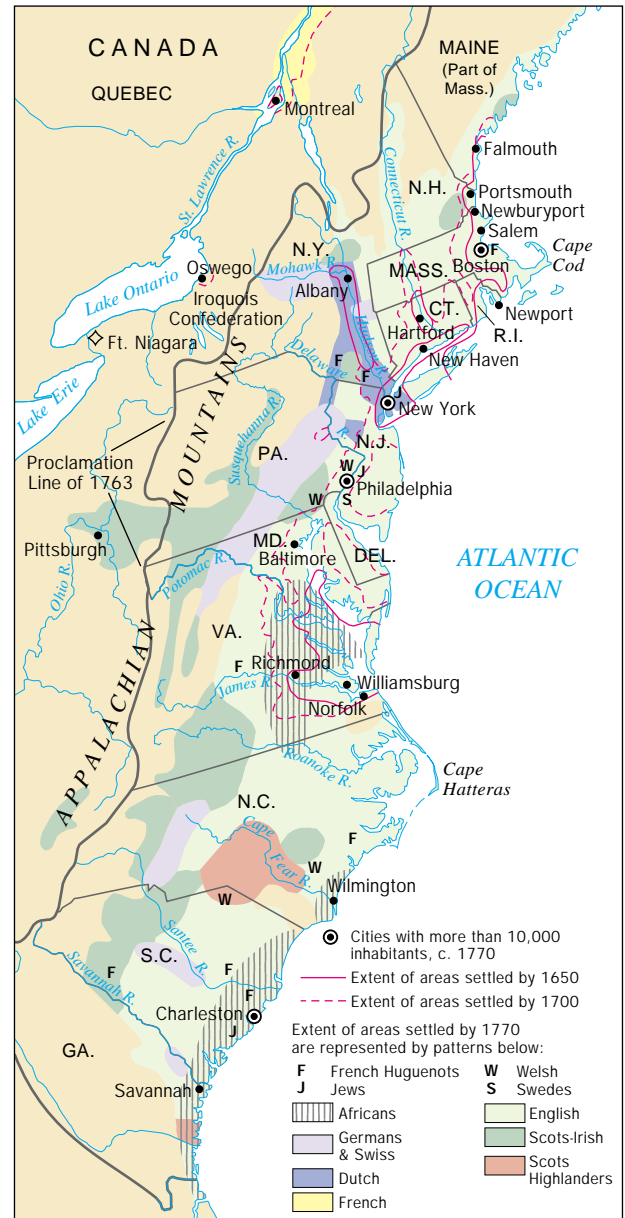 CANADA
QUEBEC
MAINE
(Part of
Mass.)
Montreal
St. Lawrence R.
Connecticut R.
Falmouth
N.H.
Portsmouth
Newburyport
Salem
F
Boston
Cape
Cod
N.Y.
Mohawk R.
MASS.
Oswego
Albany
Lake Ontario
Iroquois
Confederation
CT.
Hartford
Newport
R.I.
Ft. Niagara
Hudson R.
New Haven
Delaware
R.
F
F
Lake Erie
J
New York
Susquehanna R.
N.J.
MOUNTAINS
PA.
Proclamation
Line of 1763
W
J
Philadelphia
W
S
Pittsburgh
MD.
Baltimore
DEL.
ATLANTIC
OCEAN
Ohio R.
Potomac R.
VA.
F
Richmond
James R.
Williamsburg
Norfolk
APPALACHIAN
Roanoke R.
Cape
Hatteras
N.C.
Cape
Fear R.
F
W
Wilmington
W
Santee R.
S.C.
F
F
F
Savannah R.
Charleston
J
GA.
Savannah
Cities with more than 10,000
inhabitants, c. 1770
Extent of areas settled by 1650
Extent of areas settled by 1700
Extent of areas settled by 1770
are represented by patterns below:
F French Huguenots
J Jews
Africans
Germans
& Swiss
Dutch
French
W Welsh
S Swedes
English
Scots-Irish
Scots
Highlanders